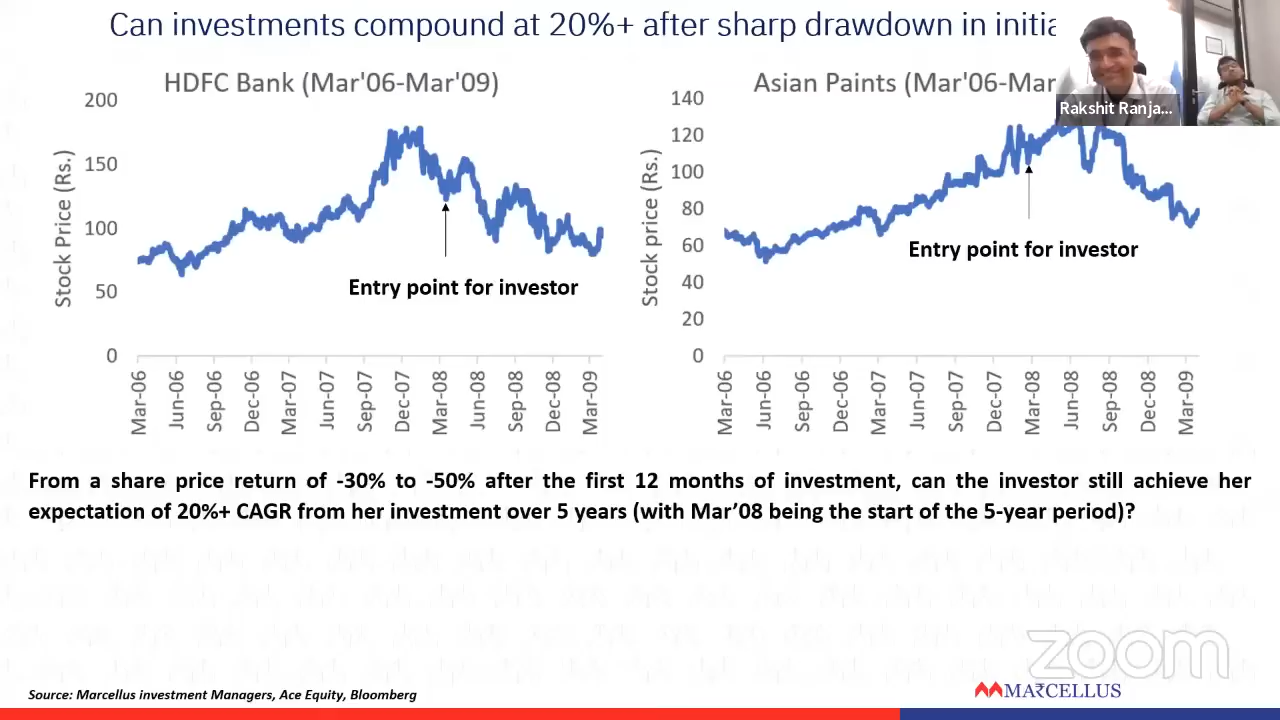 Can investments compound at 20%+ after sharp drawdown in initia
Rakshit Ranja...
HDFC Bank (Mar'06-Mar'09)
Stock Price (Rs.)
200
150
100
50
0
Entry point for investor
Mar-06
Jun-06
Sep-06
Dec-06
Mar-07
Jun-07
Sep-07
Dec-07
Mar-08
Jun-08
Sep-08
Dec-08
Mar-09
Asian Paints (Mar'06-Mar
Stock price (Rs.)
140
120
100
80
60
40
20
0
Entry point for investor
Mar-06
Jun-06
Sep-06
Dec-06
Mar-07
Jun-07
Sep-07
Dec-07
Mar-08
Jun-08
Sep-08
Dec-08
Mar-09
From a share price return of -30% to -50% after the first 12 months of investment, can the investor still achieve her
expectation of 20%+ CAGR from her investment over 5 years (with Mar'08 being the start of the 5-year period)?
zoom
Source: Marcellus investment Managers, Ace Equity, Bloomberg
MARCELLUS